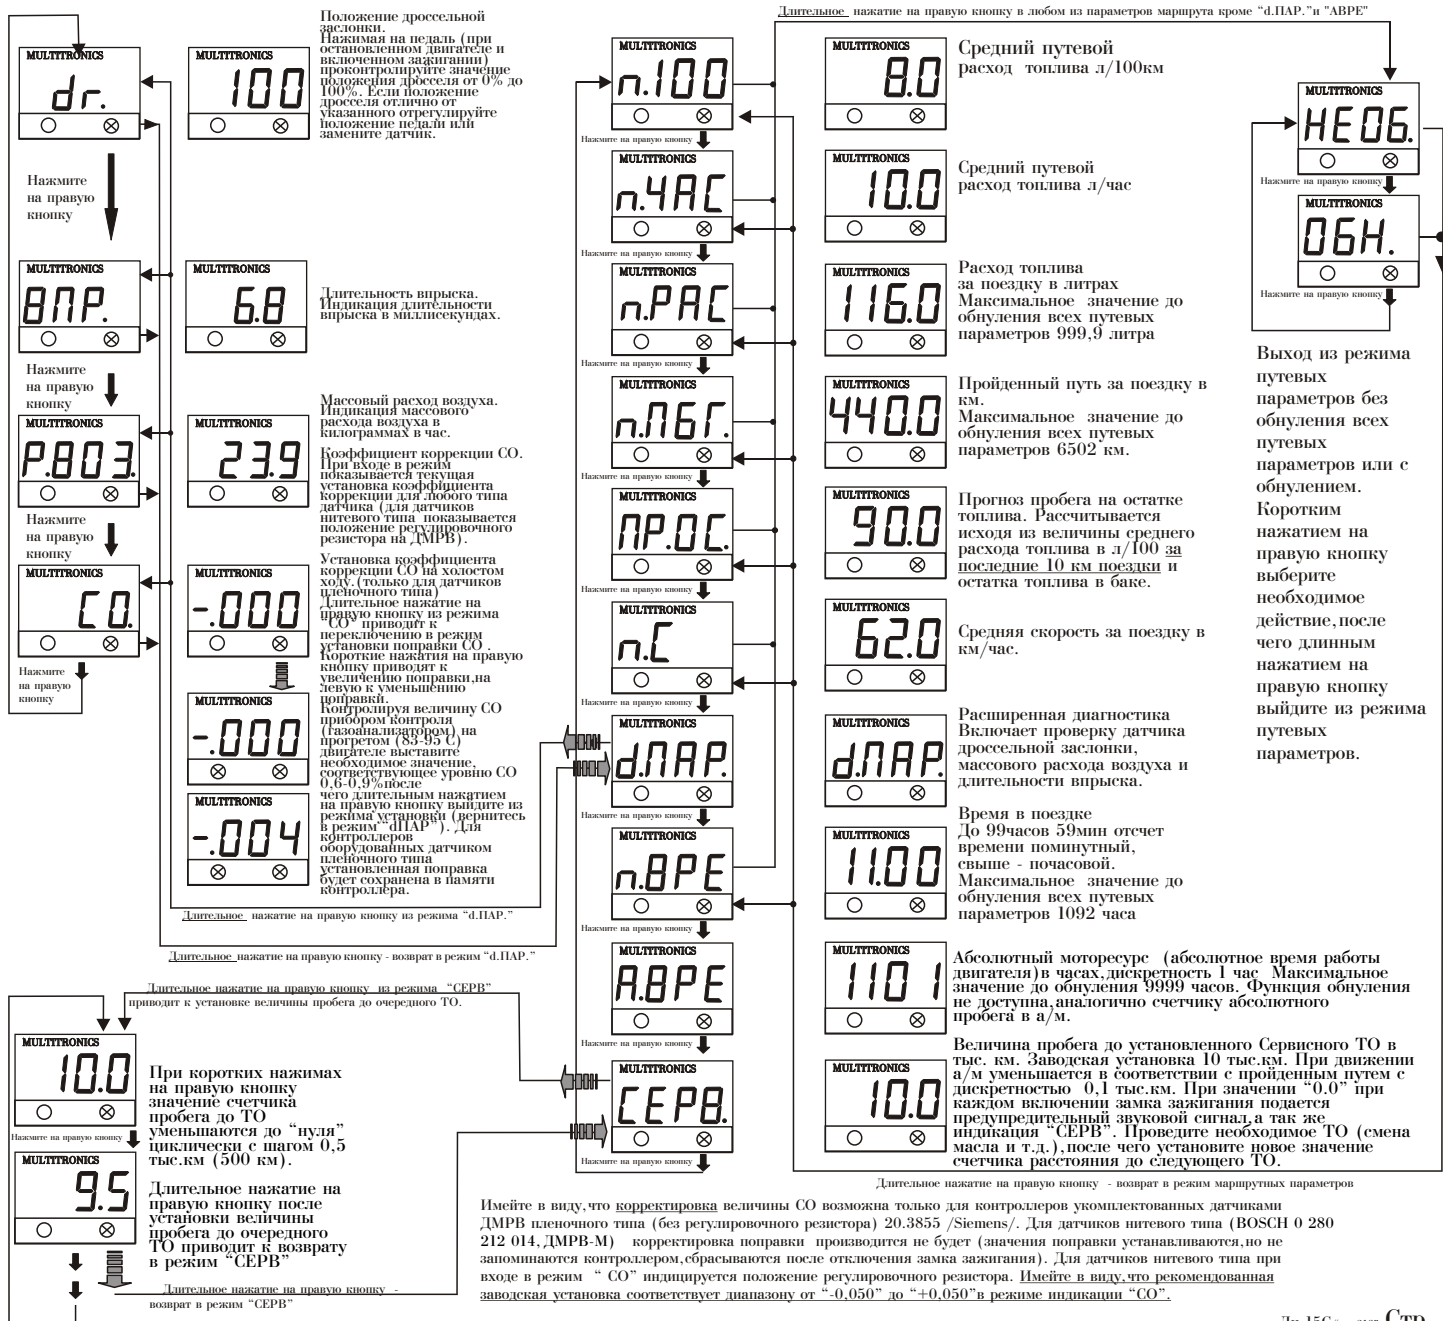 Длительное нажатие на правую кнопку в любом из параметров маршрута кроме “d.ПАР.”и "АВРЕ"
MULTITRONICS
dr.
MULTITRONICS
100
Положение дроссельной
заслонки.
Нажимая на педаль (при
остановленном двигателе и
включенном зажигании)
проконтролируйте значение
положения дросселя от 0% до
100%. Если положение
дросселя отлично от
указанного отрегулируйте
положение педали или
замените датчик.
Нажмите
на правую
кнопку
MULTITRONICS
ВПР.
MULTITRONICS
6.8
Длительность впрыска.
Индикация длительности
впрыска в миллисекундах.
Нажмите
на правую
кнопку
MULTITRONICS
Р.ВОЗ.
MULTITRONICS
23.9
Массовый расход воздуха.
Индикация массового
расхода воздуха в
килограммах в час.
Нажмите
на правую
кнопку
Коэффициент коррекции СО.
При входе в режим
показывается текущая
установка коэффициента
коррекции для любого типа
датчика (для датчиков
нитевого типа показывается
положение регулировочного
резистора на ДМРВ).
MULTITRONICS
СО.
MULTITRONICS
-.000
Нажмите
на правую
кнопку
MULTITRONICS
-.000
MULTITRONICS
-.004
Установка коэффициента
коррекции СО на холостом
ходу.(только для датчиков
пленочного типа)
Длительное нажатие на
правую кнопку из режима
“СО” приводит к
переключению в режим
установки поправки СО .
Короткие нажатия на правую
кнопку приводят к
увеличению поправки,на
левую к уменьшению
поправки.
Контролируя величину СО
прибором контроля
(газоанализатором) на
прогретом (83-95 С)
двигателе выставите
необходимое значение,
соответствующее уровню СО
0,6-0,9%после
чего длительным нажатием
на правую кнопку выйдите из
режима установки (вернитесь
в режим“dПАР”). Для
контроллеров
оборудованных датчиком
пленочного типа
установленная поправка
будет сохранена в памяти
контроллера.
Длительное нажатие на правую кнопку из режима “d.ПАР.”
Длительное нажатие на правую кнопку - возврат в режим “d.ПАР.”
Длительное нажатие на правую кнопку из режима “СЕРВ”
приводит к установке величины пробега до очередного ТО.
MULTITRONICS
10.0
Нажмите на правую кнопку
MULTITRONICS
9.5
При коротких нажимах
на правую кнопку
значение счетчика
пробега до ТО
уменьшаются до “нуля”
циклически с шагом 0,5
тыс.км (500 км).
Длительное нажатие на
правую кнопку после
установки величины
пробега до очередного
ТО приводит к возврату
в режим “СЕРВ”
Длительное нажатие на правую кнопку -
возврат в режим “СЕРВ”
MULTITRONICS
п.100
Нажмите на правую кнопку
MULTITRONICS
8.0
Средний путевой
расход топлива л/100км
MULTITRONICS
п.ЧАС
Нажмите на правую кнопку
MULTITRONICS
10.0
Средний путевой
расход топлива л/час
MULTITRONICS
п.РАС
Нажмите на правую кнопку
MULTITRONICS
116.0
Расход топлива
за поездку в литрах
Максимальное значение до
обнуления всех путевых
параметров 999,9 литра
MULTITRONICS
п.ПБГ.
Нажмите на правую кнопку
MULTITRONICS
440.0
Пройденный путь за поездку в
км.
Максимальное значение до
обнуления всех путевых
параметров 6502 км.
MULTITRONICS
ПР.ОС.
Нажмите на правую кнопку
MULTITRONICS
90.0
Прогноз пробега на остатке
топлива. Рассчитывается
исходя из величины среднего
расхода топлива в л/100 за
последние 10 км поездки и
остатка топлива в баке.
MULTITRONICS
п.С
Нажмите на правую кнопку
MULTITRONICS
62.0
Средняя скорость за поездку в
км/час.
MULTITRONICS
d.ПАР.
Нажмите на правую кнопку
MULTITRONICS
d.ПАР.
Расширенная диагностика
Включает проверку датчика
дроссельной заслонки,
массового расхода воздуха и
длительности впрыска.
MULTITRONICS
п.ВРЕ
Нажмите на правую кнопку
MULTITRONICS
11.00
Время в поездке
До 99часов 59мин отсчет
времени поминутный,
свыше - почасовой.
Максимальное значение до
обнуления всех путевых
параметров 1092 часа
MULTITRONICS
А.ВРЕ
Нажмите на правую кнопку
MULTITRONICS
1101
Абсолютный моторесурс (абсолютное время работы
двигателя)в часах,дискретность 1 час Максимальное
значение до обнуления 9999 часов. Функция обнуления
не доступна,аналогично счетчику абсолютного
пробега в а/м.
MULTITRONICS
СЕРВ.
Нажмите на правую кнопку
MULTITRONICS
10.0
Величина пробега до установленного Сервисного ТО в
тыс. км. Заводская установка 10 тыс.км. При движении
а/м уменьшается в соответствии с пройденным путем с
дискретностью 0,1 тыс.км. При значении “0.0” при
каждом включении замка зажигания подается
предупредительный звуковой сигнал,а так же
индикация “СЕРВ”. Проведите необходимое ТО (смена
масла и т.д.),после чего установите новое значение
счетчика расстояния до следующего ТО.
Длительное нажатие на правую кнопку - возврат в режим маршрутных параметров
MULTITRONICS
НЕОБ.
Нажмите на правую кнопку
MULTITRONICS
ОБН.
Нажмите на правую кнопку
Выход из режима
путевых
параметров без
обнуления всех
путевых
параметров или с
обнулением.
Коротким
нажатием на
правую кнопку
выберите
необходимое
действие,после
чего длинным
нажатием на
правую кнопку
выйдите из режима
путевых
параметров.
Имейте в виду,что корректировка величины СО возможна только для контроллеров укомплектованных датчиками
ДМРВ пленочного типа (без регулировочного резистора) 20.3855 /Siemens/. Для датчиков нитевого типа (BOSCH 0 280
212 014, ДМРВ-М) корректировка поправки производится не будет (значения поправки устанавливаются,но не
запоминаются контроллером,сбрасываются после отключения замка зажигания). Для датчиков нитевого типа при
входе в режим “ СО” индицируется положение регулировочного резистора. Имейте в виду,что рекомендованная
заводская установка соответствует диапазону от “-0,050” до “+0,050”в режиме индикации “СО”.
Стр